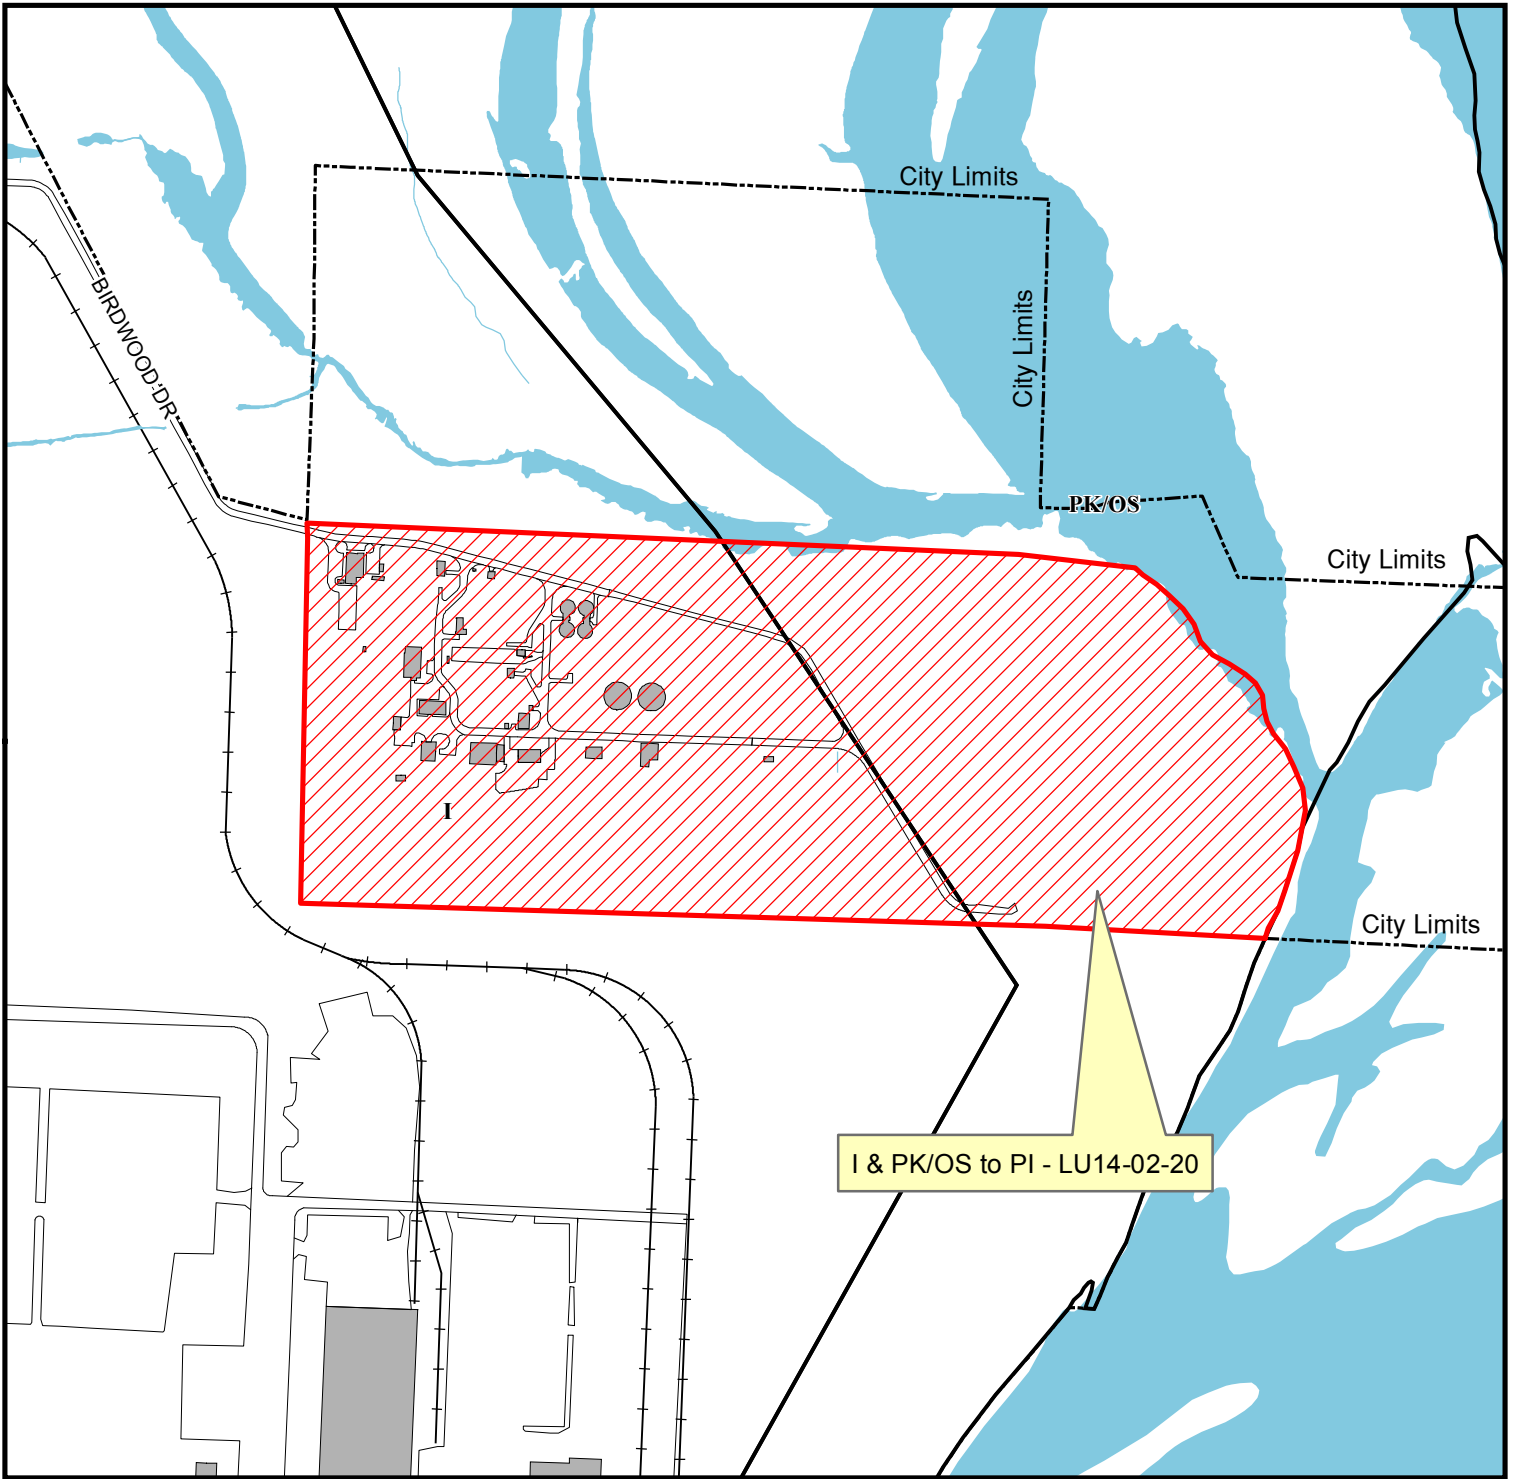 City Limits
City Limits
BIRDWOOD DR
PK/OS
City Limits
I
City Limits
I & PK/OS to PI - LU14-02-20